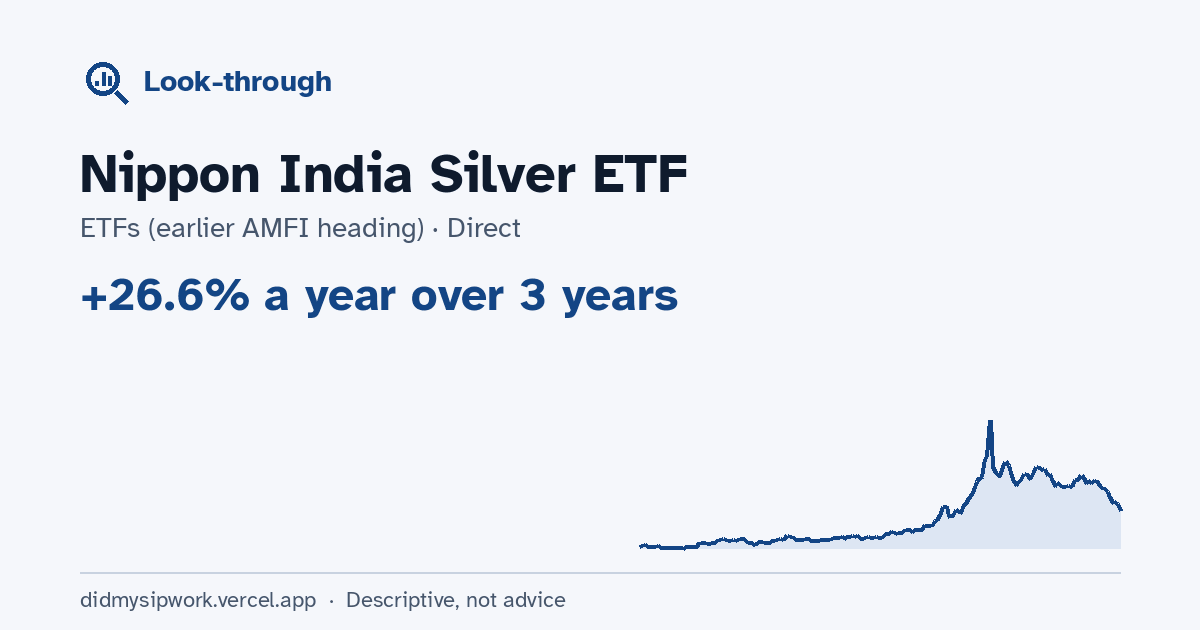 Look-through
Nippon India Silver ETF
ETFs (earlier AMFI heading) · Direct
+26.6% a year over 3 years
didmysipwork.vercel.app · Descriptive, not advice